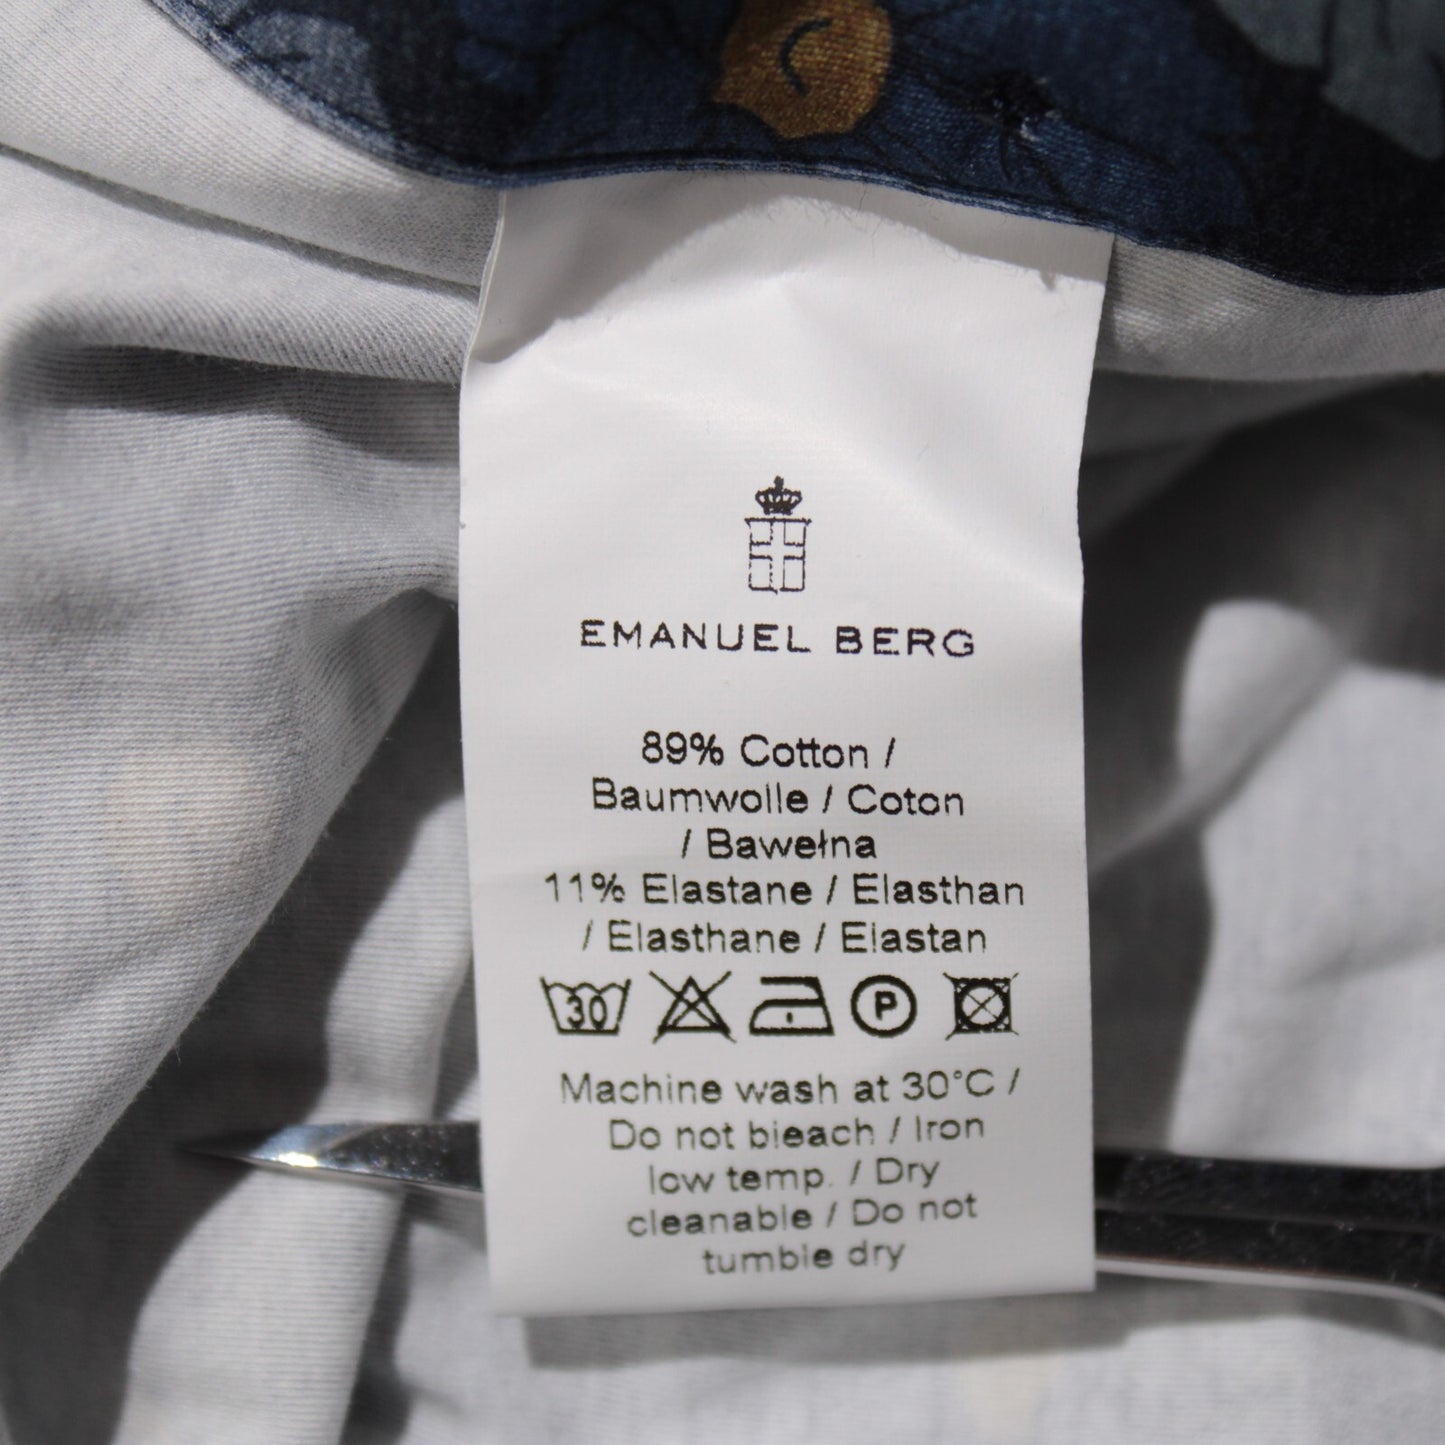 EMANUEL BERG
89% Cotton /
Baumwolle / Coton
/ Bawełna
11% Elastane / Elasthan
/ Elasthane / Elastan
30 P
Machine wash at 30°C /
Do not bleach / Iron
low temp. / Dry
cleanable / Do not
tumble dry